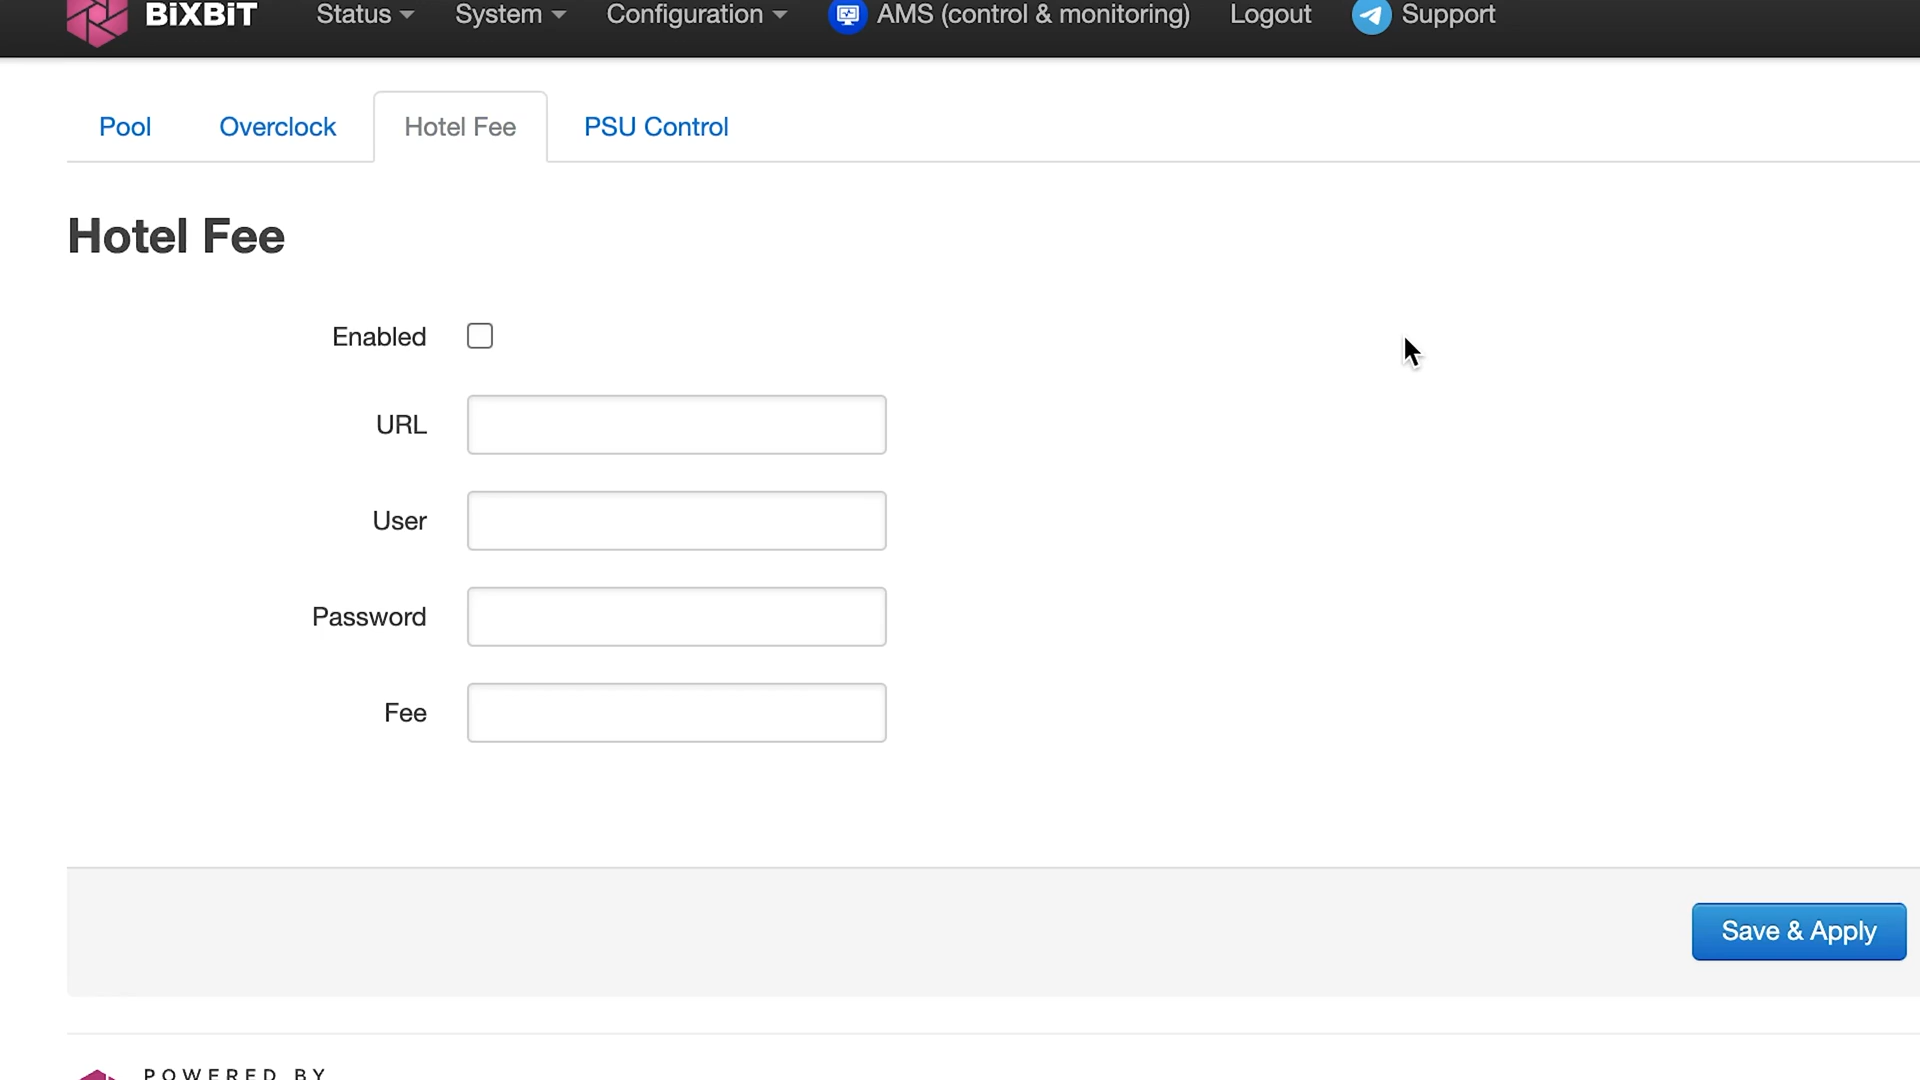 BiXBiT Status System Configuration AMS (control & monitoring) Logout Support
Pool Overclock Hotel Fee PSU Control
Hotel Fee
Enabled
URL
User
Password
Fee
Save & Apply
POWERED BY